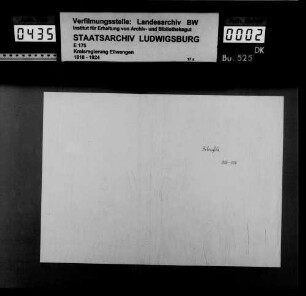 0435
Verfilmungsstelle: Landesarchiv BW
Institut für Erhaltung von Archiv- und Bibliotheksgut
STAATSARCHIV LUDWIGSBURG
E 175
Kreisregierung Ellwangen
1818 - 1924
0002
DK
Bü. 525